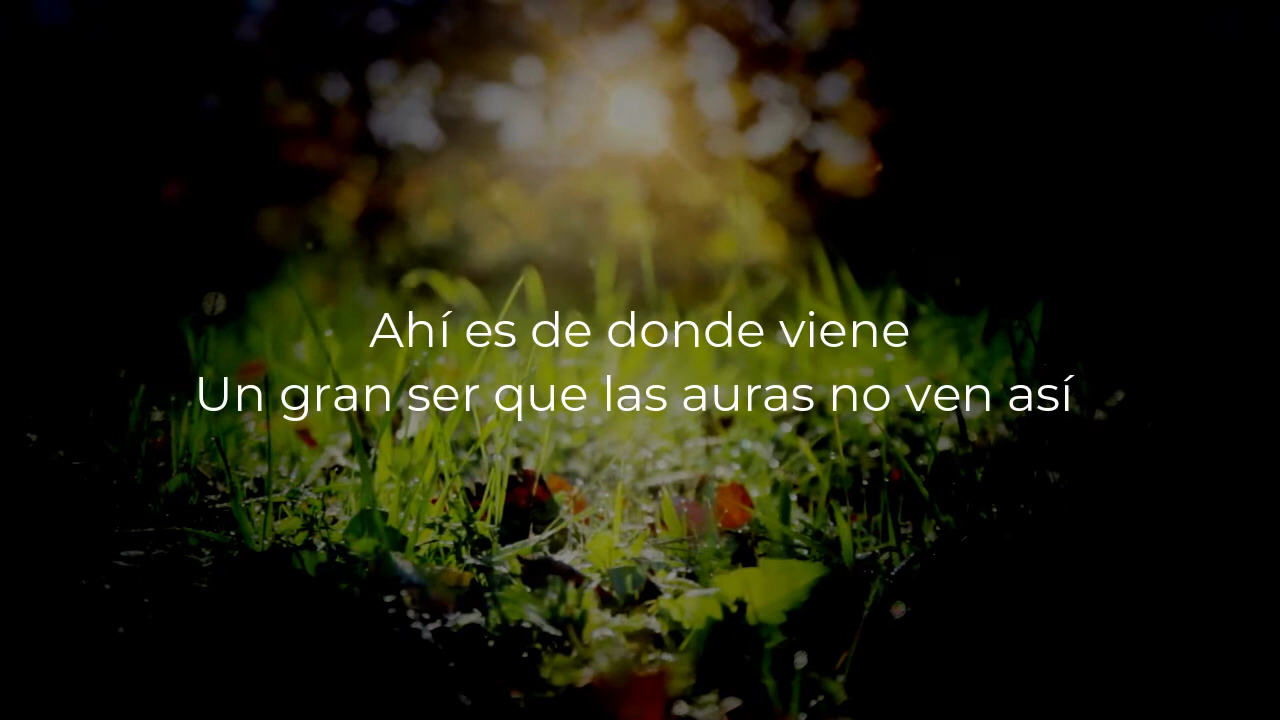 Ahí es de donde viene
Un gran ser que las auras no ven así